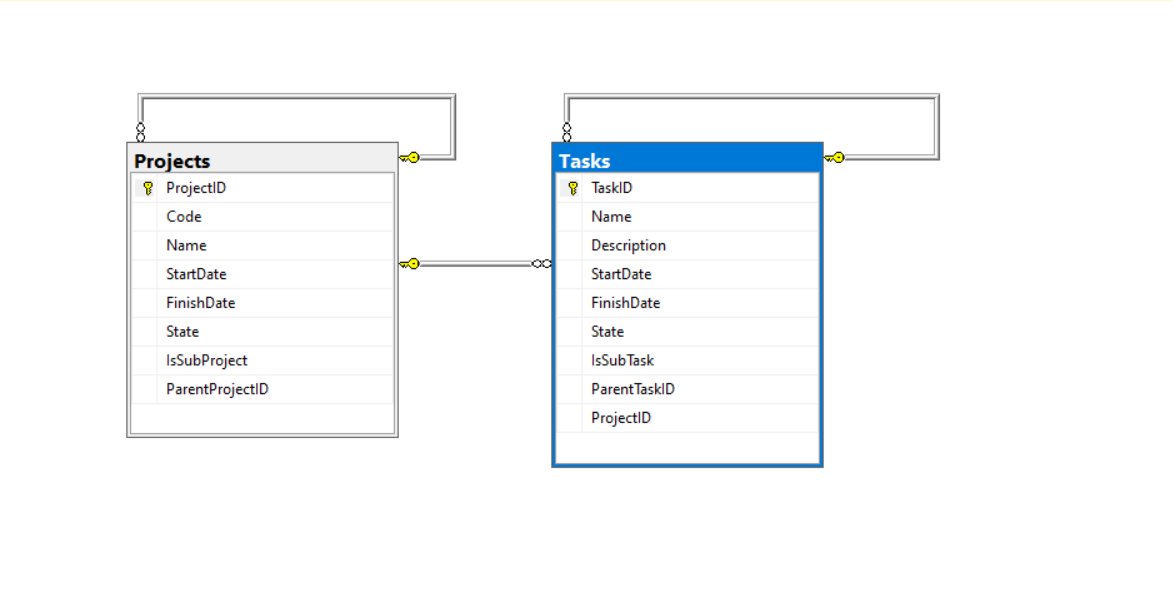 Projects
ProjectID
Code
Name
StartDate
FinishDate
State
IsSubProject
ParentProjectID
Tasks
TaskID
Name
Description
StartDate
FinishDate
State
IsSubTask
ParentTaskID
ProjectID